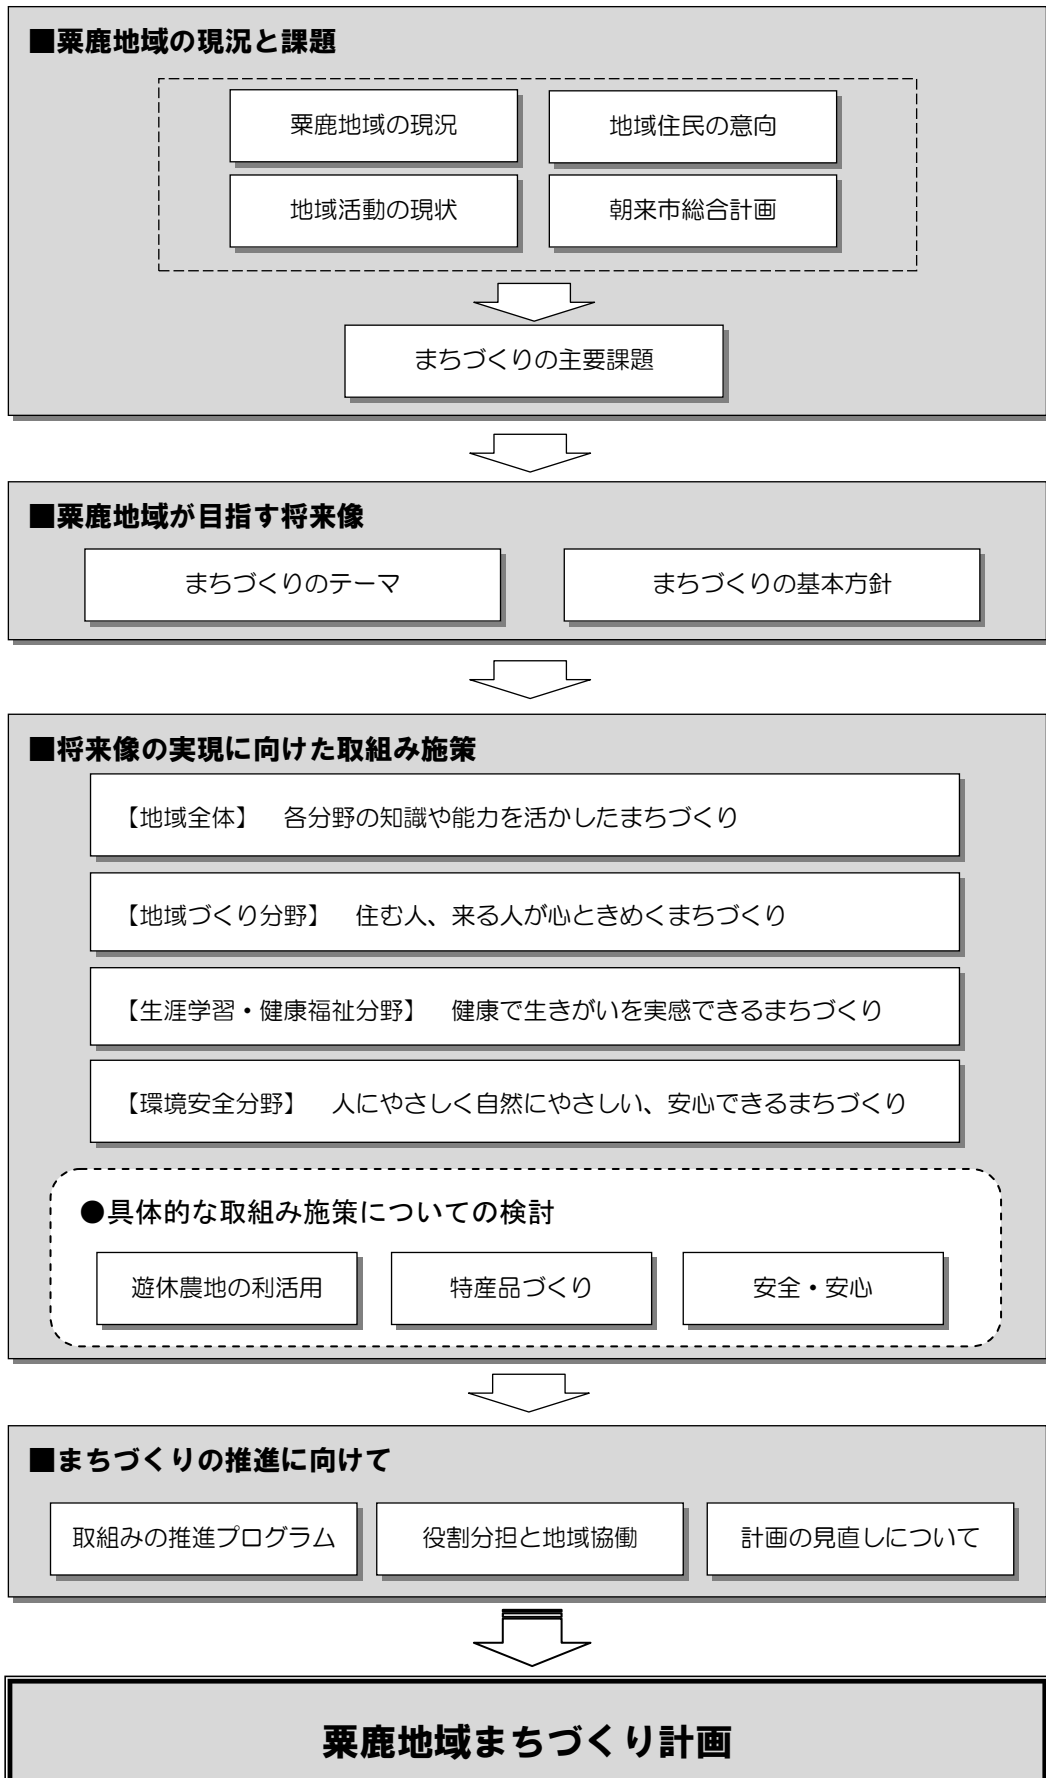 ■粟鹿地域の現況と課題
粟鹿地域の現況
地域住民の意向
地域活動の現状
朝来市総合計画
まちづくりの主要課題
■粟鹿地域が目指す将来像
まちづくりのテーマ
まちづくりの基本方針
■将来像の実現に向けた取組み施策
【地域全体】　各分野の知識や能力を活かしたまちづくり
【地域づくり分野】　住む人、来る人が心ときめくまちづくり
【生涯学習・健康福祉分野】　健康で生きがいを実感できるまちづくり
【環境安全分野】　人にやさしく自然にやさしい、安心できるまちづくり
●具体的な取組み施策についての検討
遊休農地の利活用
特産品づくり
安全・安心
■まちづくりの推進に向けて
取組みの推進プログラム
役割分担と地域協働
計画の見直しについて
粟鹿地域まちづくり計画